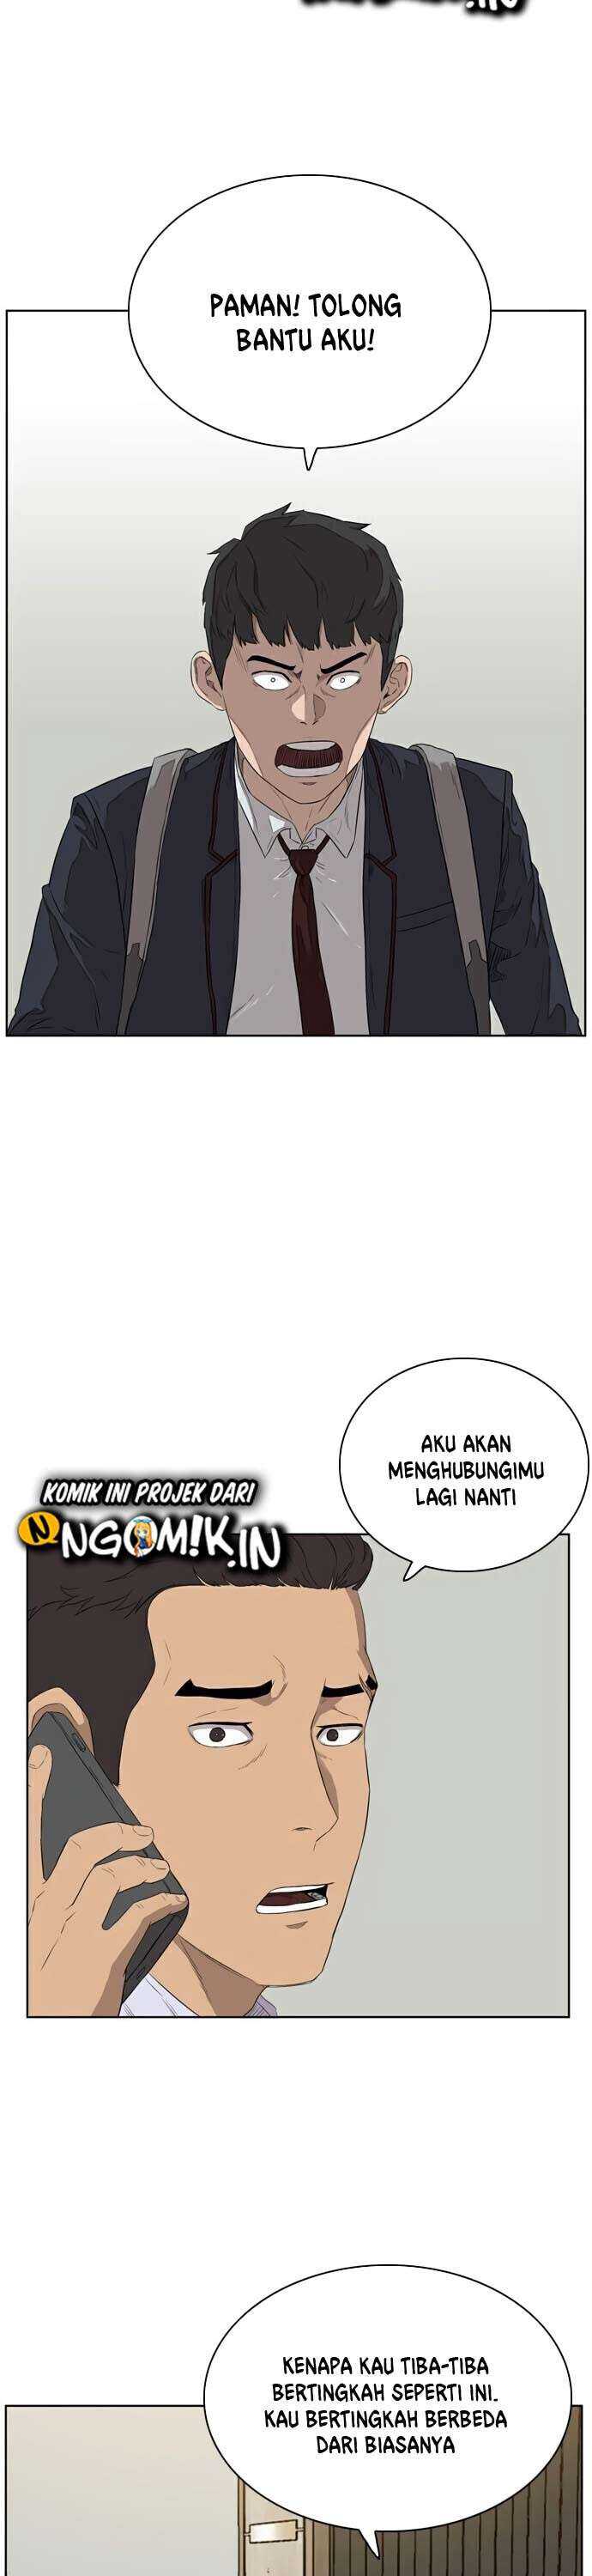 PAMAN! TOLONG
BANTU AKU!
AKU AKAN
MENGHUBUNGIMU
LAGI NANTI
KOMIK INI PROJEK DARI
N NGOM!K.IN
KENAPA KAU TIBA-TIBA
BERTINGKAH SEPERTI INI.
KAU BERTINGKAH BERBEDA
DARI BIASANYA